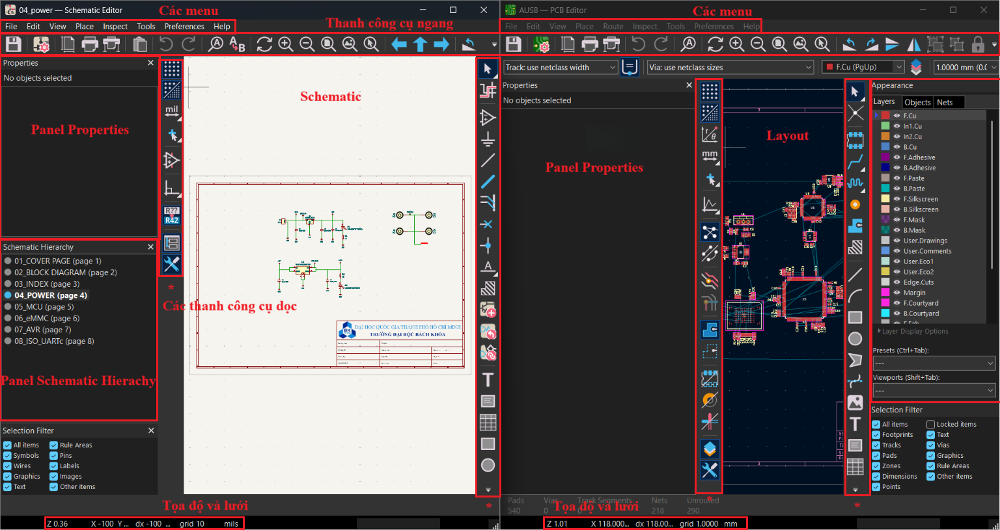 04_power — Schematic Editor
Các menu
File Edit View Place Inspect Tools Preferences Help
Thanh công cụ ngang
Properties
No objects selected
Panel Properties
mil
R??
R42
Schematic Hierarchy
01_COVER PAGE (page 1)
02_BLOCK DIAGRAM (page 2)
03_INDEX (page 3)
04_POWER (page 4)
05_MCU (page 5)
06_eMMC (page 6)
07_AVR (page 7)
08_ISO_UARTc (page 8)
Panel Schematic Hierachy
*
Các thanh công cụ dọc
Selection Filter
All items Rule Areas
Symbols Pins
Wires Labels
Graphics Images
Text Other items
Schematic
ĐẠI HỌC QUỐC GIA THÀNH PHỐ HỒ CHÍ MINH
TRƯỜNG ĐẠI HỌC BÁCH KHOA
BK
A
T
*
Tọa độ và lưới
Z 0.36 X -100 Y ... dx -100 ... grid 10 mils
AUSB — PCB Editor
Các menu
File Edit View Place Route Inspect Tools Preferences Help
Track: use netclass width
Via: use netclass sizes
F.Cu (PgUp)
1.0000 mm (0.0
Properties
No objects selected
Panel Properties
mm
Layout
Appearance
Layers Objects Nets
F.Cu
In1.Cu
In2.Cu
B.Cu
F.Adhesive
B.Adhesive
F.Paste
B.Paste
F.Silkscreen
B.Silkscreen
F.Mask
B.Mask
User.Drawings
User.Comments
User.Eco1
User.Eco2
Edge.Cuts
Margin
F.Courtyard
B.Courtyard
F.Fab
Layer Display Options
Presets (Ctrl+Tab):
---
Viewports (Shift+Tab):
---
T
Selection Filter
All items Locked items
Footprints Text
Tracks Vias
Pads Graphics
Zones Rule Areas
Dimensions Other items
Points
*
*
Pads Vias Track Segments Nets Unrouted
540 0 0 218 290
Tọa độ và lưới
Z 1.01 X 118.000... dx 118.00... grid 1.0000 mm